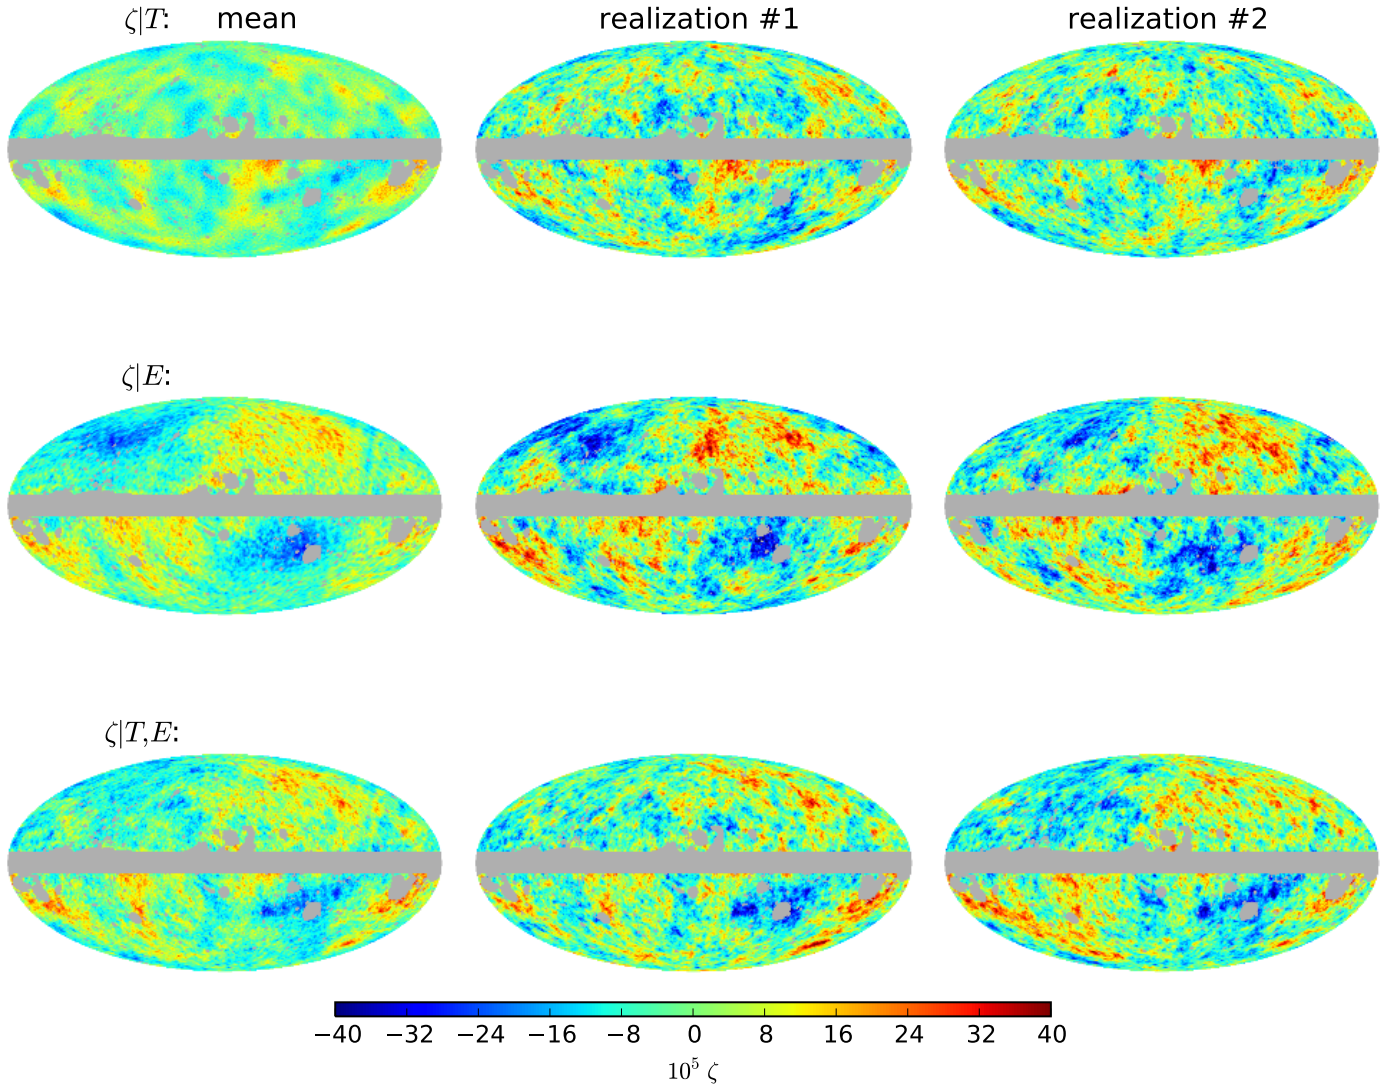 ζ|T: mean realization #1 realization #2
ζ|E:
ζ|T,E:
−40 −32 −24 −16 −8 0 8 16 24 32 40
10⁵ ζ